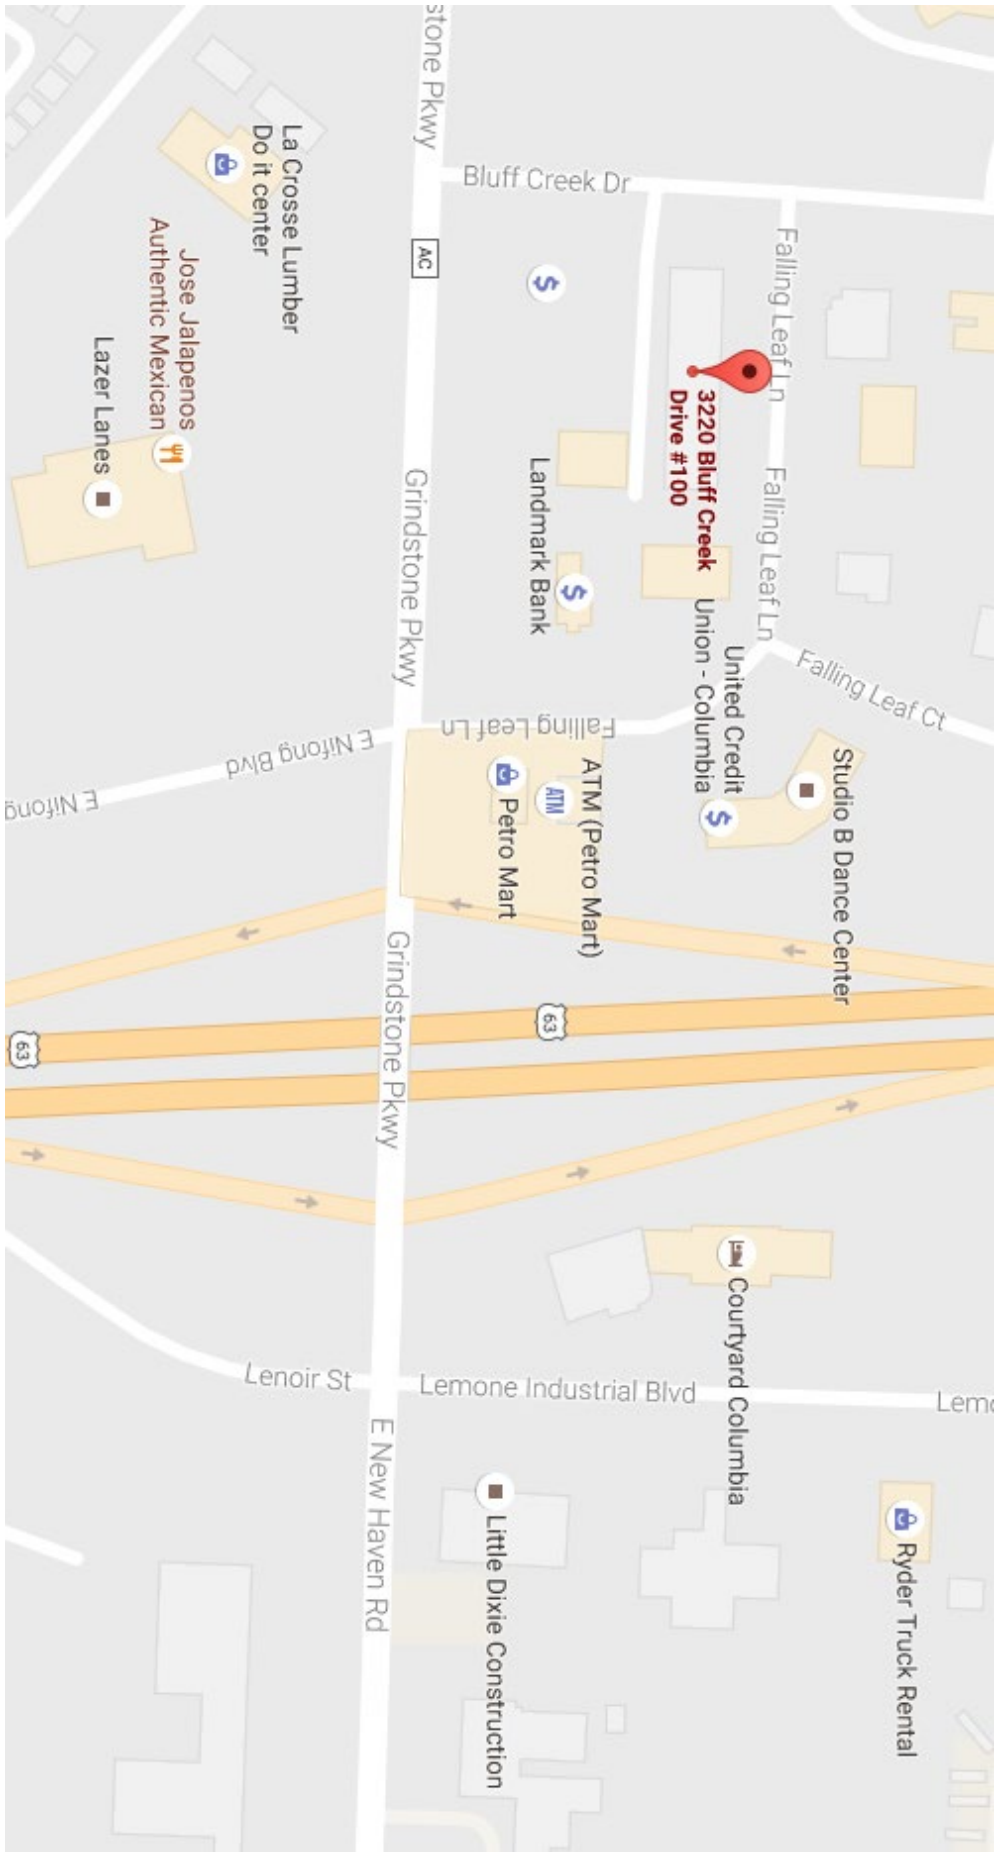 Falling Leaf Ct
Ryder Truck Rental
Studio B Dance Center
Falling Leaf Ln
Falling Leaf Ln
United Credit
Union - Columbia
Courtyard Columbia
3220 Bluff Creek
Drive #100
Bluff Creek Dr
ATM (Petro Mart)
ATM
Lemone Industrial Blvd
$
$
$
63
Landmark Bank
Falling Leaf Ln
Petro Mart
Little Dixie Construction
stone Pkwy
AC
Grindstone Pkwy
Grindstone Pkwy
E New Haven Rd
Lenoir St
E Nifong Blvd
La Crosse Lumber
Do it center
Jose Jalapenos
Authentic Mexican
Lazer Lanes
E Nifong
63